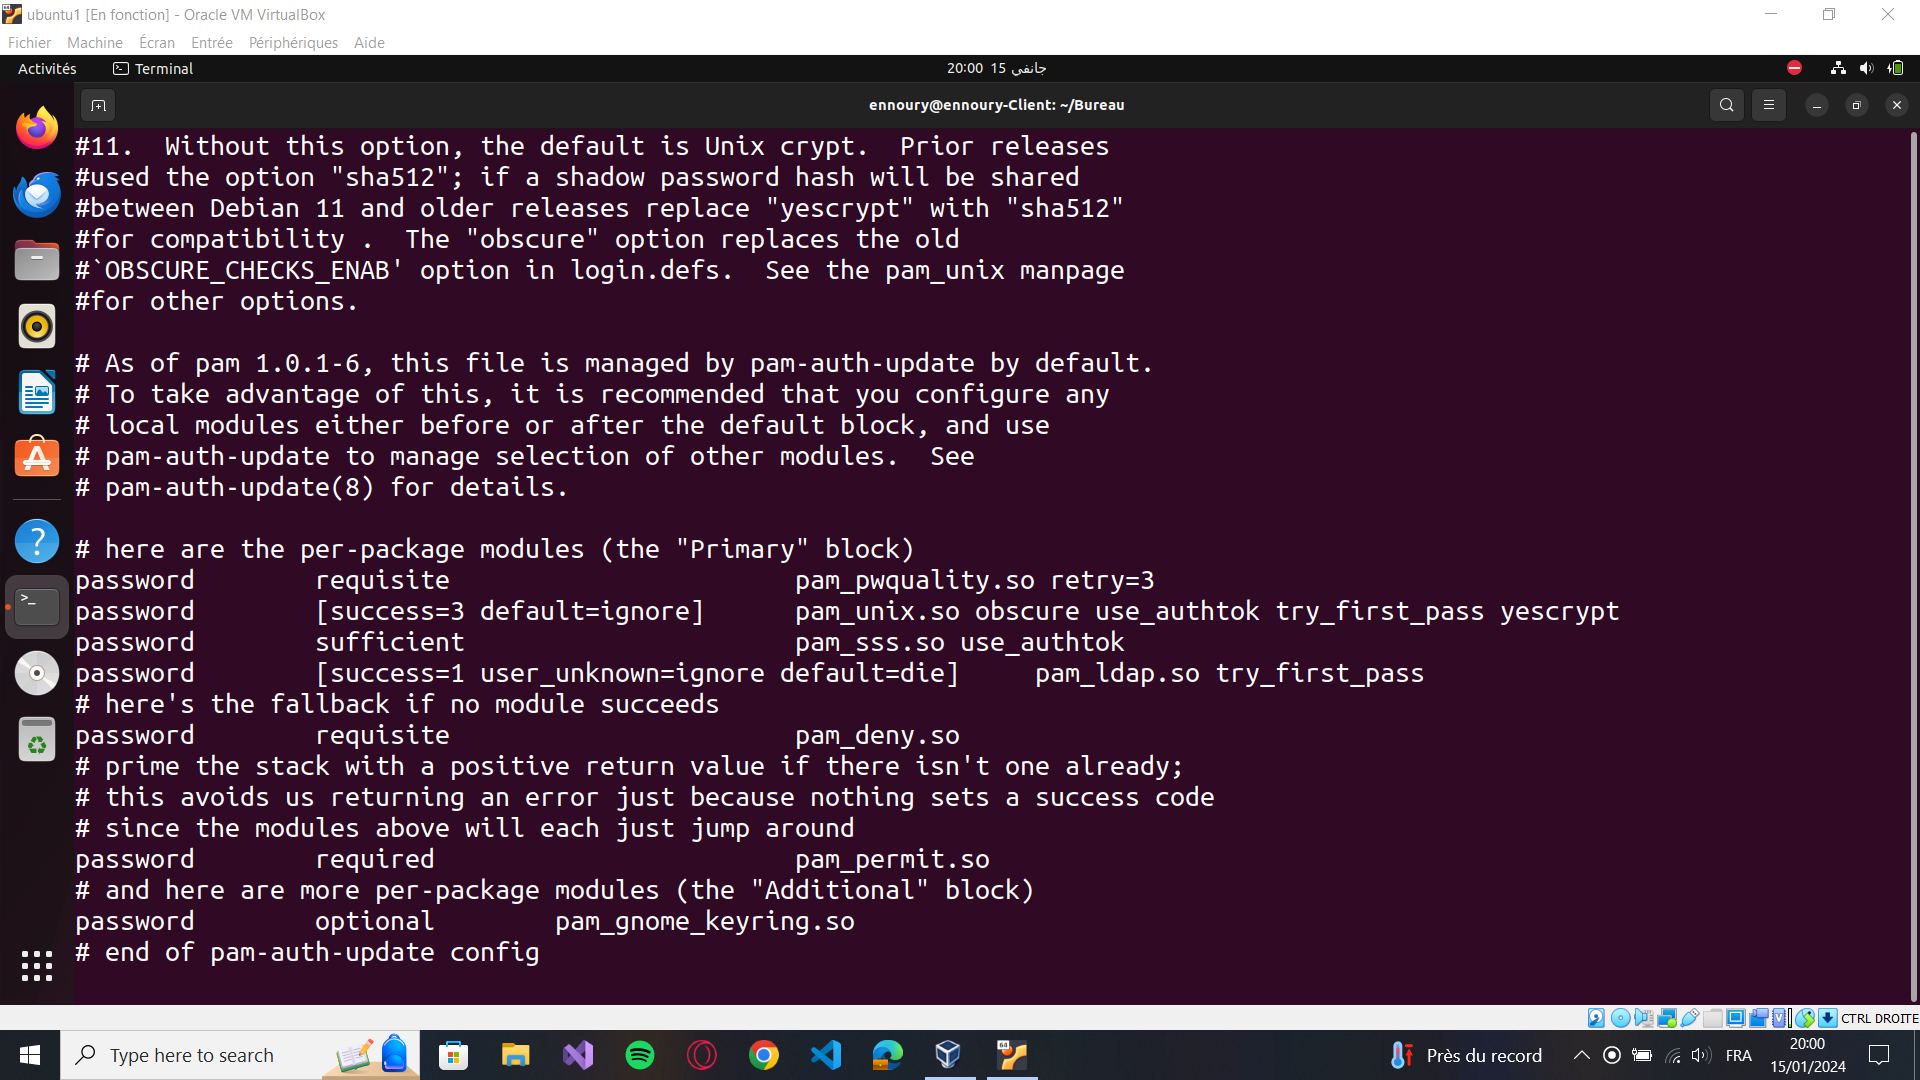 ubuntu1 [En fonction] - Oracle VM VirtualBox
Fichier Machine Écran Entrée Périphériques Aide
Activités Terminal 20:00 15 جانفي
ennoury@ennoury-Client: ~/Bureau
#11.  Without this option, the default is Unix crypt.  Prior releases
#used the option "sha512"; if a shadow password hash will be shared
#between Debian 11 and older releases replace "yescrypt" with "sha512"
#for compatibility .  The "obscure" option replaces the old
#`OBSCURE_CHECKS_ENAB' option in login.defs.  See the pam_unix manpage
#for other options.
# As of pam 1.0.1-6, this file is managed by pam-auth-update by default.
# To take advantage of this, it is recommended that you configure any
# local modules either before or after the default block, and use
# pam-auth-update to manage selection of other modules.  See
# pam-auth-update(8) for details.
# here are the per-package modules (the "Primary" block)
password        requisite                       pam_pwquality.so retry=3
password        [success=3 default=ignore]      pam_unix.so obscure use_authtok try_first_pass yescrypt
password        sufficient                      pam_sss.so use_authtok
password        [success=1 user_unknown=ignore default=die]     pam_ldap.so try_first_pass
# here's the fallback if no module succeeds
password        requisite                       pam_deny.so
# prime the stack with a positive return value if there isn't one already;
# this avoids us returning an error just because nothing sets a success code
# since the modules above will each just jump around
password        required                        pam_permit.so
# and here are more per-package modules (the "Additional" block)
password        optional        pam_gnome_keyring.so
# end of pam-auth-update config
CTRL DROITE
Type here to search
Près du record
FRA
20:00
15/01/2024